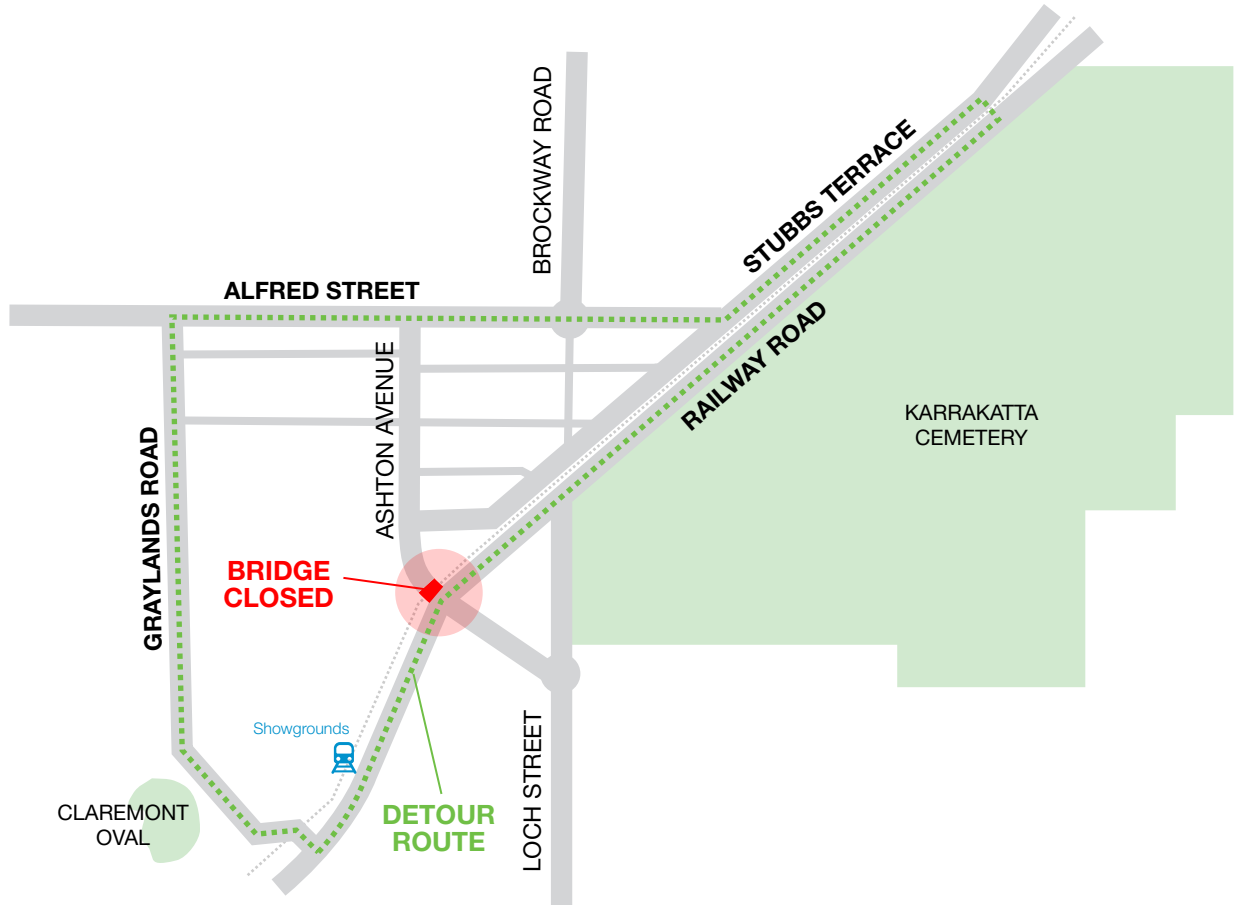 BROCKWAY ROAD
STUBBS TERRACE
ALFRED STREET
RAILWAY ROAD
ASHTON AVENUE
KARRAKATTA
CEMETERY
GRAYLANDS ROAD
BRIDGE
CLOSED
Showgrounds
LOCH STREET
CLAREMONT
OVAL
DETOUR
ROUTE